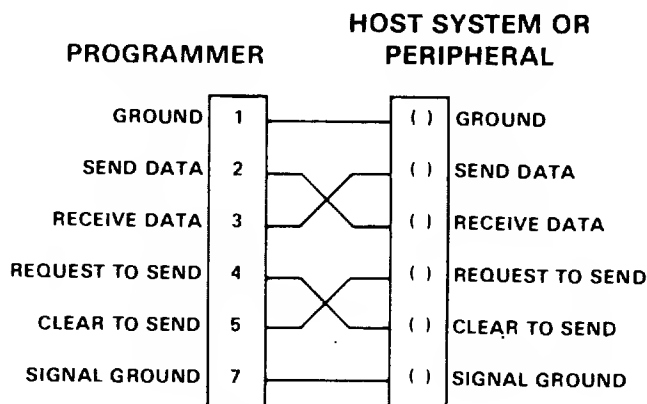 HOST SYSTEM OR
PROGRAMMER PERIPHERAL
GROUND 1 ( ) GROUND
SEND DATA 2 ( ) SEND DATA
RECEIVE DATA 3 ( ) RECEIVE DATA
REQUEST TO SEND 4 ( ) REQUEST TO SEND
CLEAR TO SEND 5 ( ) CLEAR TO SEND
SIGNAL GROUND 7 ( ) SIGNAL GROUND